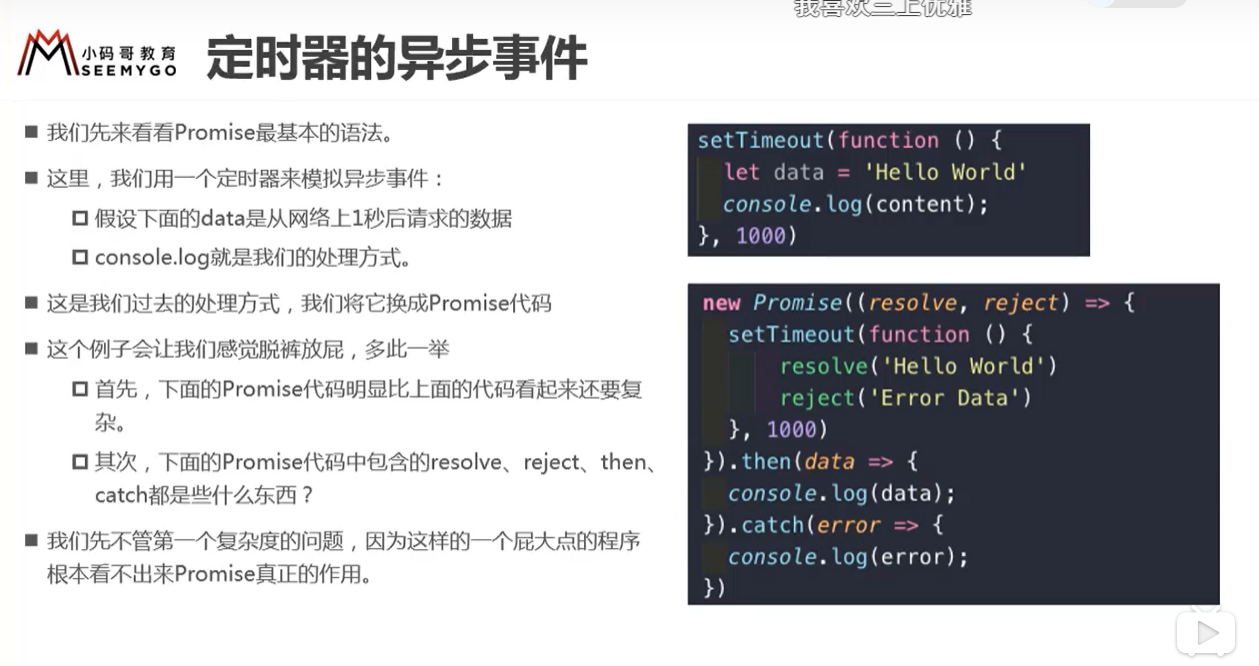 我喜欢三上优雅
小码哥教育
SEEMYGO
定时器的异步事件
■ 我们先来看看Promise最基本的语法。
■ 这里，我们用一个定时器来模拟异步事件：
□ 假设下面的data是从网络上1秒后请求的数据
□ console.log就是我们的处理方式。
■ 这是我们过去的处理方式，我们将它换成Promise代码
■ 这个例子会让我们感觉脱裤放屁，多此一举
□ 首先，下面的Promise代码明显比上面的代码看起来还要复
杂。
□ 其次，下面的Promise代码中包含的resolve、reject、then、
catch都是些什么东西？
■ 我们先不管第一个复杂度的问题，因为这样的一个屁大点的程序
根本看不出来Promise真正的作用。
setTimeout(function () {
let data = 'Hello World'
console.log(content);
}, 1000)
new Promise((resolve, reject) => {
setTimeout(function () {
resolve('Hello World')
reject('Error Data')
}, 1000)
}).then(data => {
console.log(data);
}).catch(error => {
console.log(error);
})